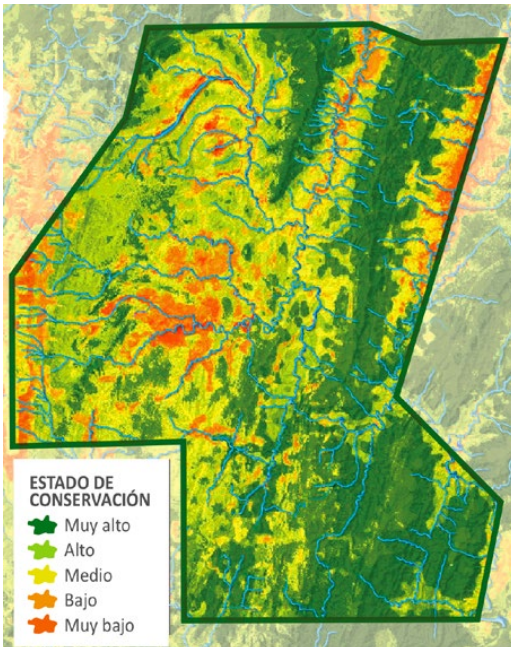 ESTADO DE
CONSERVACIÓN
Muy alto
Alto
Medio
Bajo
Muy bajo